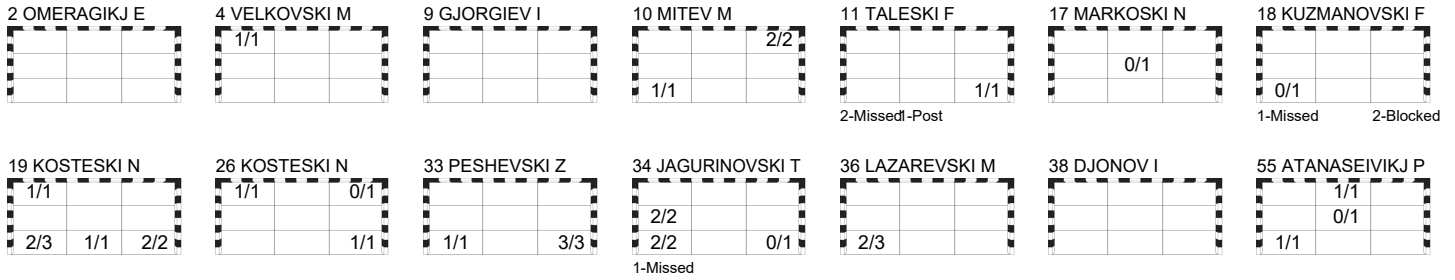 2 OMERAGIKJ E 4 VELKOVSKI M 9 GJORGIEV I 10 MITEV M 11 TALESKI F 17 MARKOSKI N 18 KUZMANOVSKI F
1/1 2/2
0/1
1/1 1/1 0/1
2-Missed 1-Post 1-Missed 2-Blocked
19 KOSTESKI N 26 KOSTESKI N 33 PESHEVSKI Z 34 JAGURINOVSKI T 36 LAZAREVSKI M 38 DJONOV I 55 ATANASEIVIKJ P
1/1 1/1 0/1 1/1
2/2 0/1
2/3 1/1 2/2 1/1 1/1 3/3 2/2 0/1 2/3 1/1
1-Missed